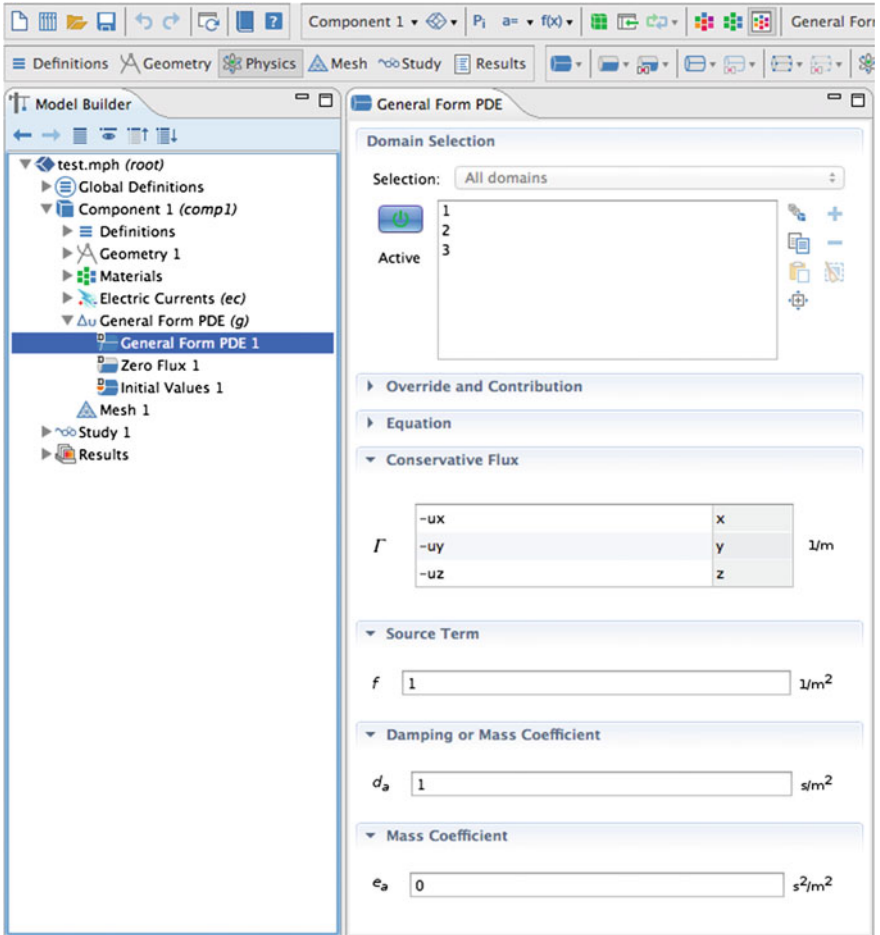 Component 1 Pi a= f(x) General Form
Definitions Geometry Physics Mesh Study Results
Model Builder
test.mph (root)
Global Definitions
Component 1 (comp1)
Definitions
Geometry 1
Materials
Electric Currents (ec)
Δu General Form PDE (g)
General Form PDE 1
Zero Flux 1
Initial Values 1
Mesh 1
Study 1
Results
General Form PDE
Domain Selection
Selection: All domains
1
2
3
Active
Override and Contribution
Equation
Conservative Flux
Γ
-ux x
-uy y
-uz z
1/m
Source Term
f 1 1/m²
Damping or Mass Coefficient
da 1 s/m²
Mass Coefficient
ea 0 s²/m²